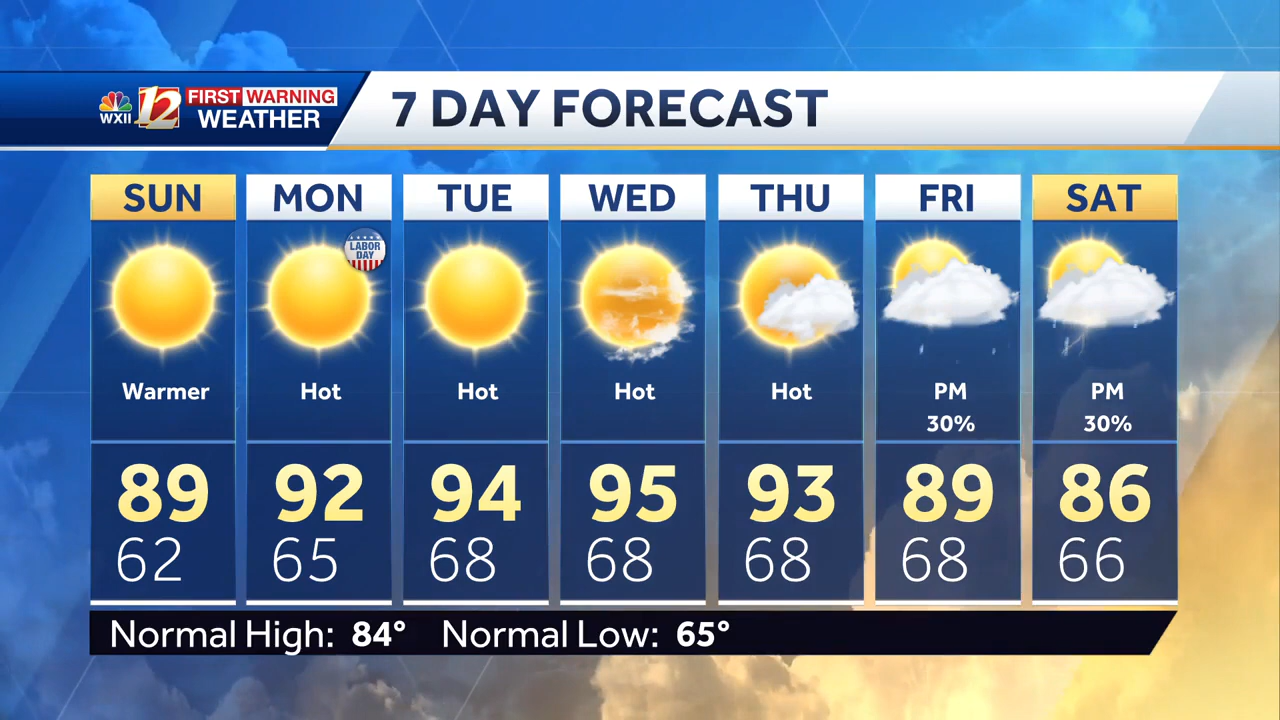 WXII 12 FIRST WARNING WEATHER
7 DAY FORECAST
SUN MON TUE WED THU FRI SAT
LABOR DAY
Warmer Hot Hot Hot Hot PM PM
30% 30%
89 92 94 95 93 89 86
62 65 68 68 68 68 66
Normal High: 84° Normal Low: 65°